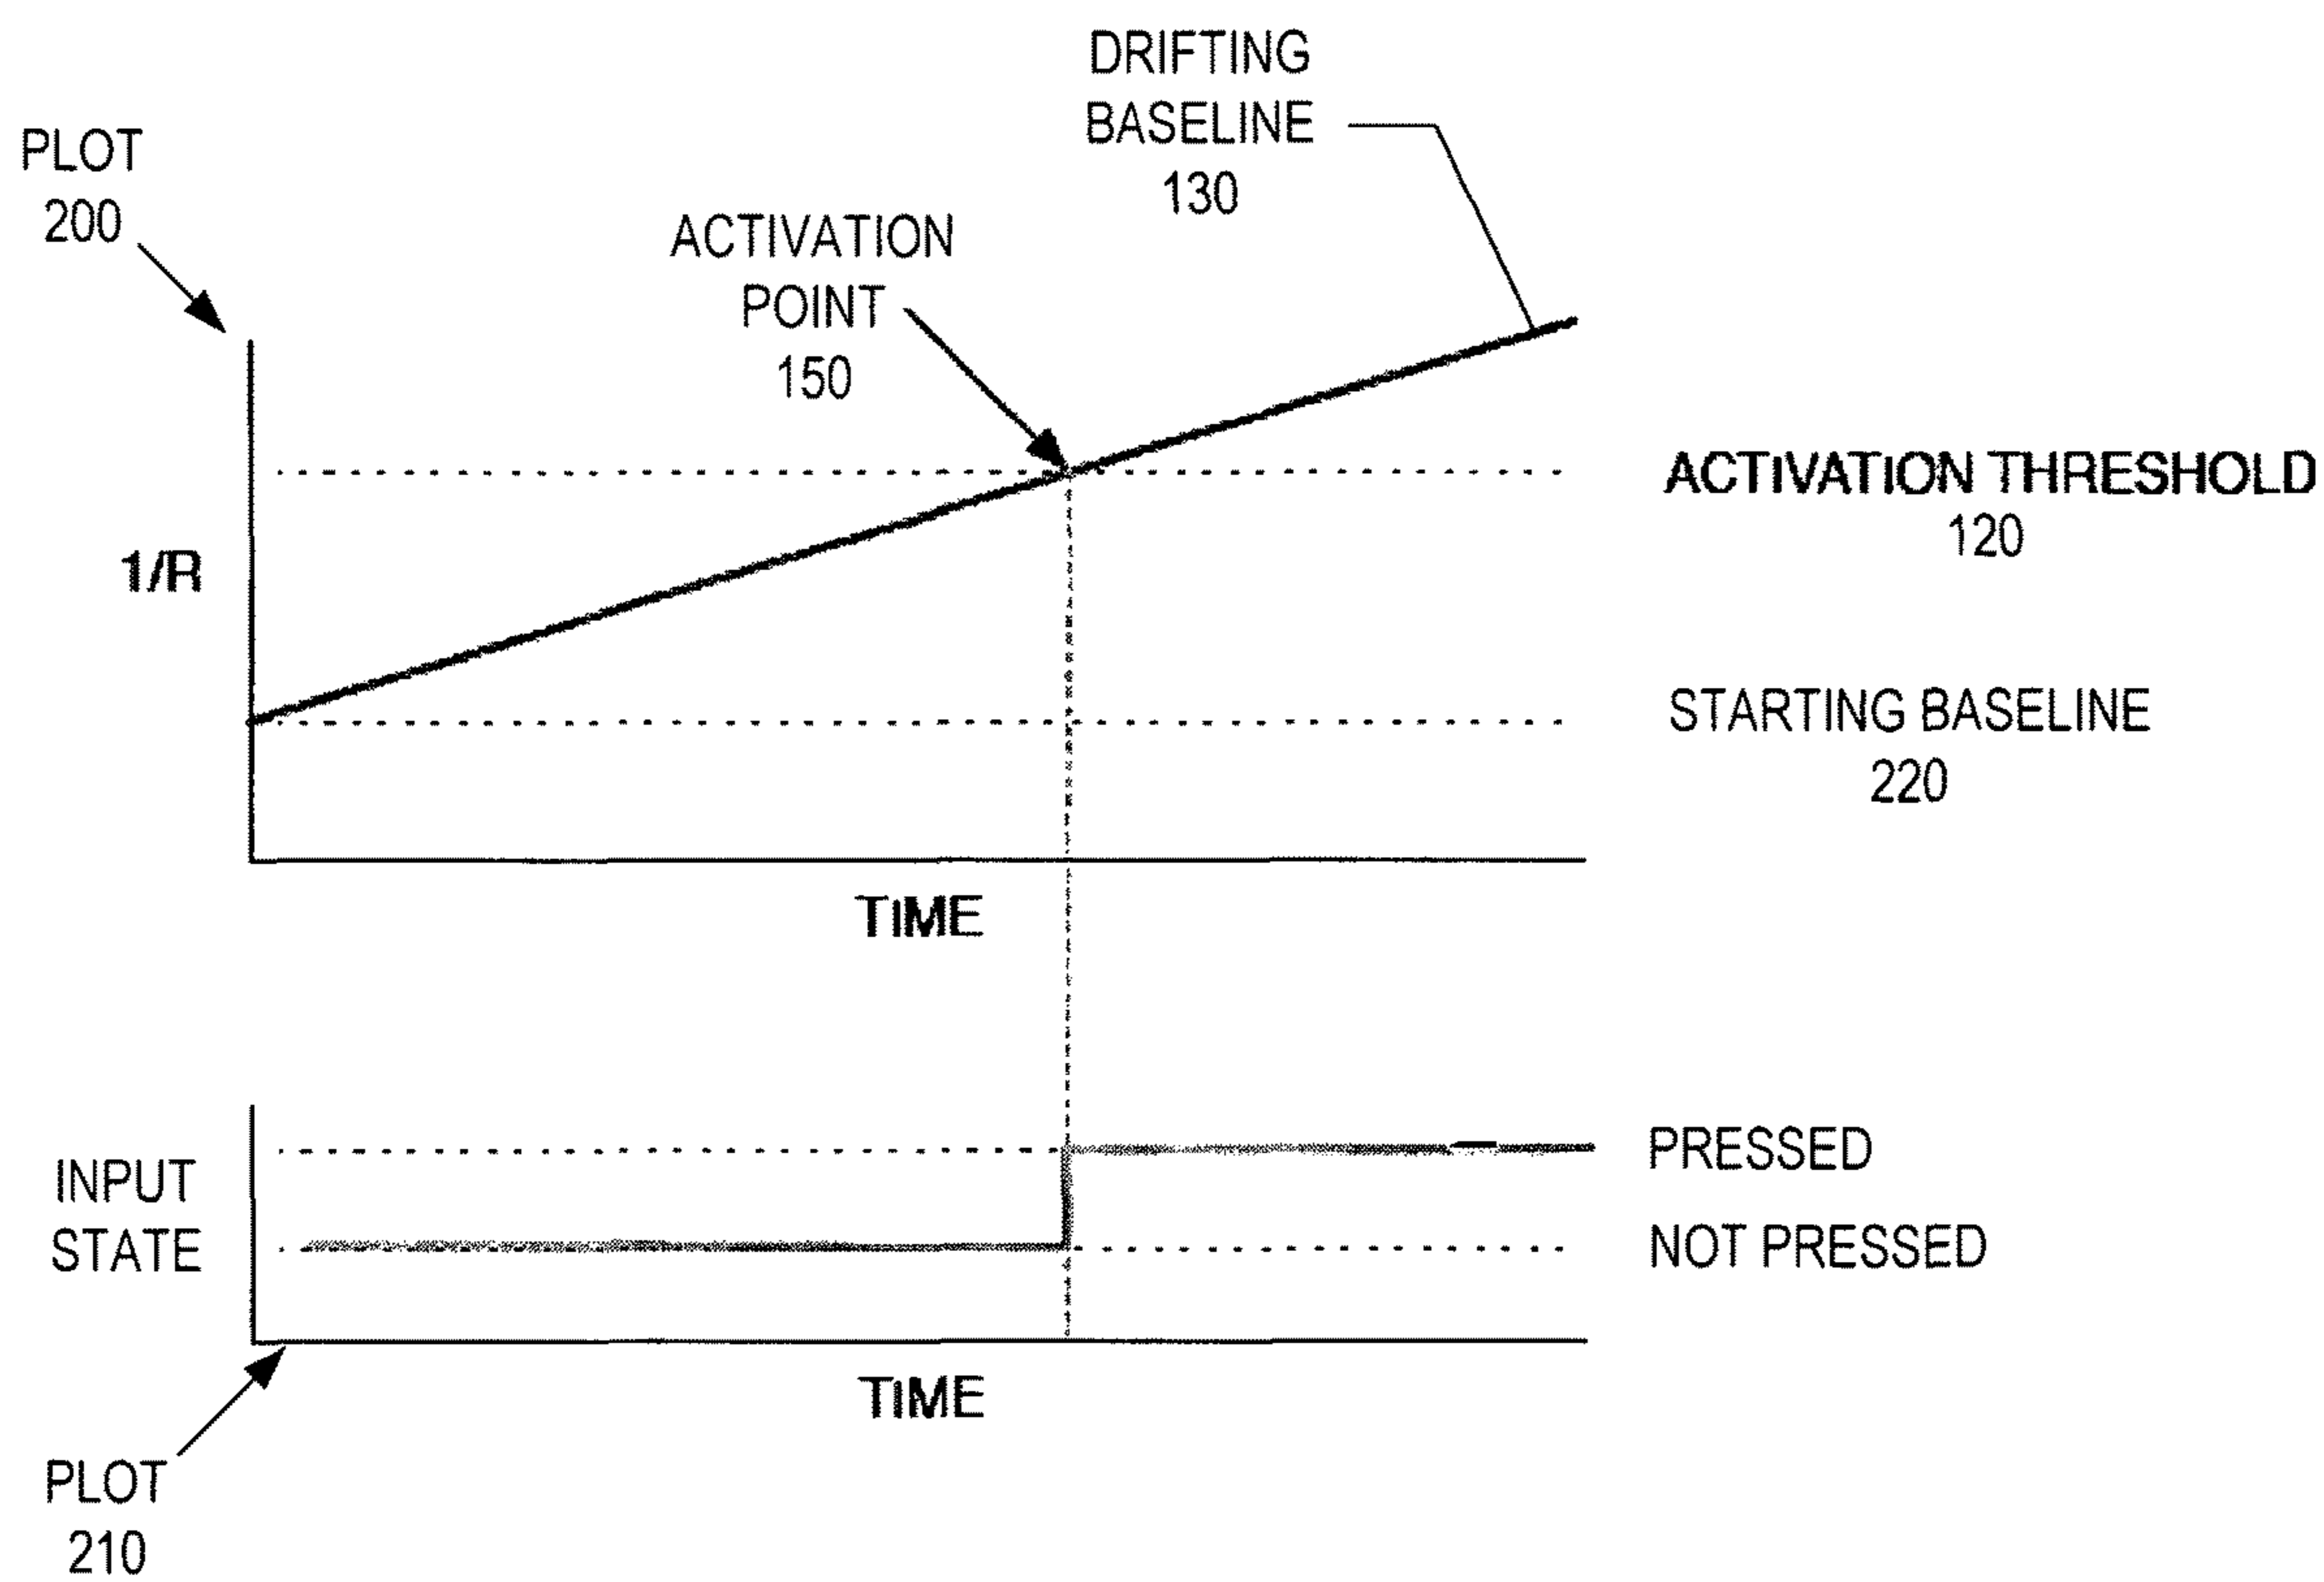 DRIFTING
BASELINE
130
PLOT
200
ACTIVATION
POINT
150
ACTIVATION THRESHOLD
120
1/R
STARTING BASELINE
220
TIME
INPUT
STATE
PRESSED
NOT PRESSED
TIME
PLOT
210